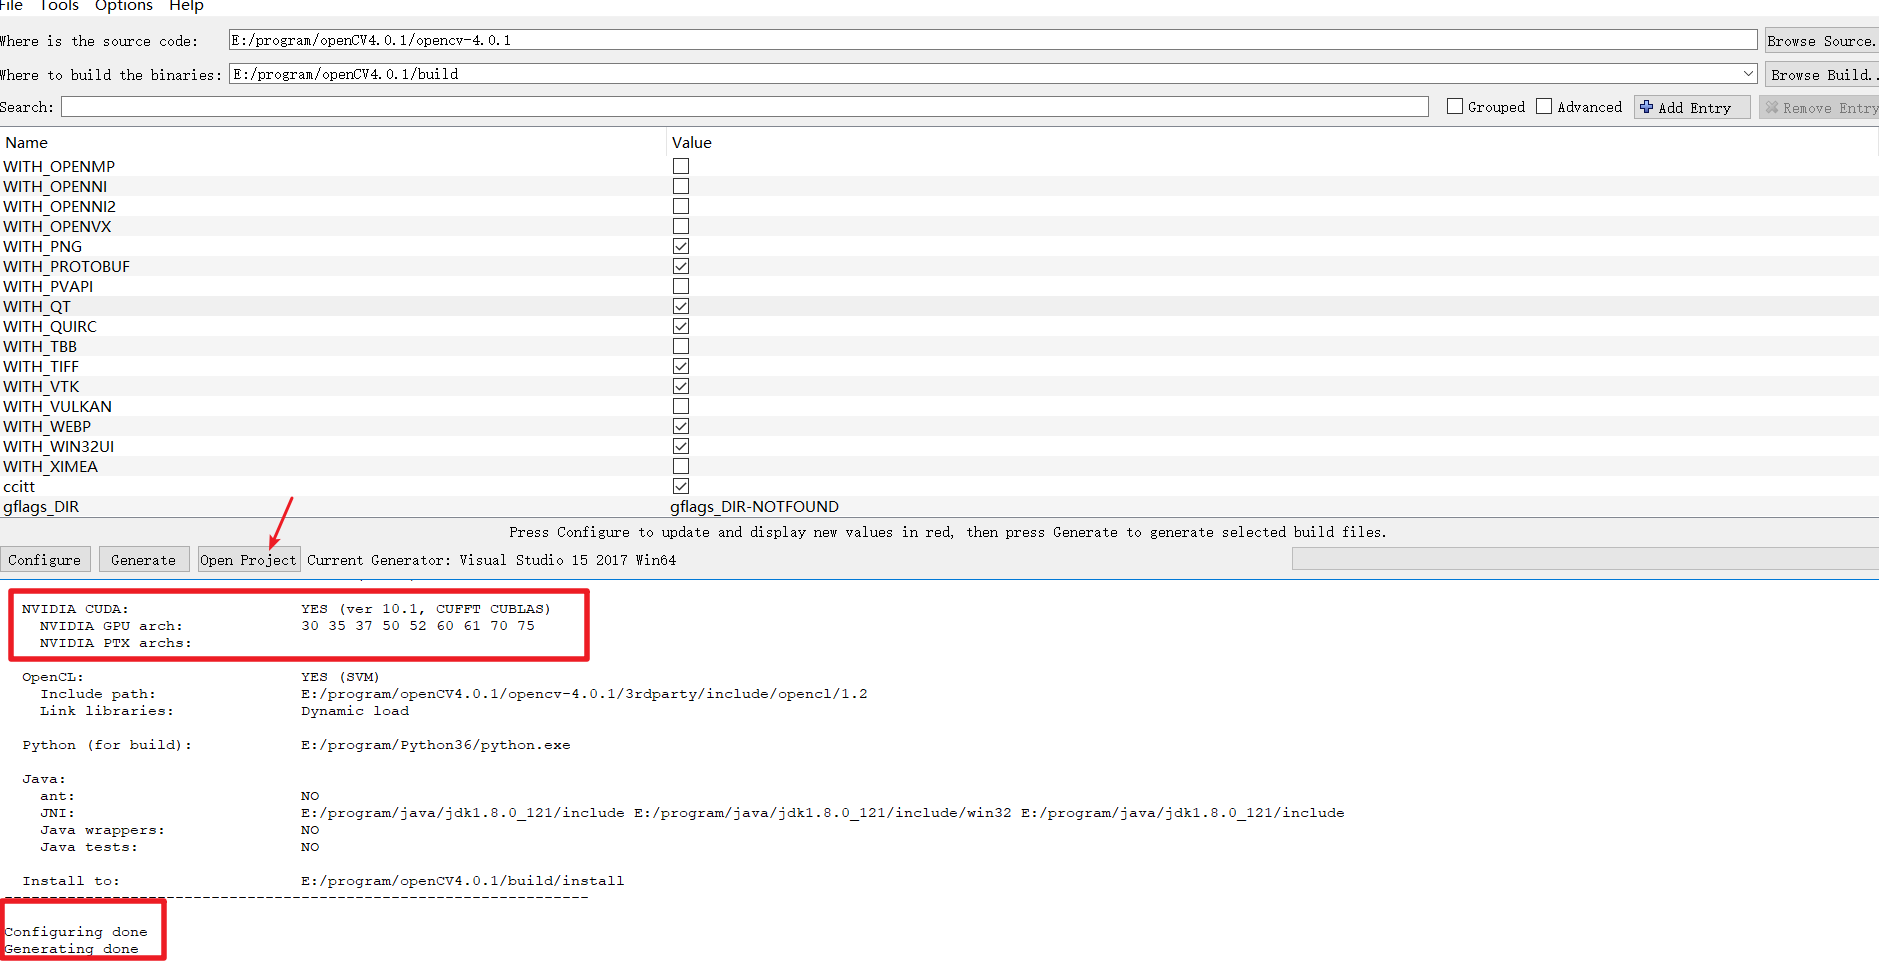 File Tools Options Help
Where is the source code: E:/program/openCV4.0.1/opencv-4.0.1 Browse Source.
Where to build the binaries: E:/program/openCV4.0.1/build Browse Build..
Search: Grouped Advanced Add Entry Remove Entry
Name Value
WITH_OPENMP
WITH_OPENNI
WITH_OPENNI2
WITH_OPENVX
WITH_PNG
WITH_PROTOBUF
WITH_PVAPI
WITH_QT
WITH_QUIRC
WITH_TBB
WITH_TIFF
WITH_VTK
WITH_VULKAN
WITH_WEBP
WITH_WIN32UI
WITH_XIMEA
ccitt
gflags_DIR gflags_DIR-NOTFOUND
Press Configure to update and display new values in red, then press Generate to generate selected build files.
Configure Generate Open Project Current Generator: Visual Studio 15 2017 Win64
NVIDIA CUDA: YES (ver 10.1, CUFFT CUBLAS)
NVIDIA GPU arch: 30 35 37 50 52 60 61 70 75
NVIDIA PTX archs:
OpenCL: YES (SVM)
Include path: E:/program/openCV4.0.1/opencv-4.0.1/3rdparty/include/opencl/1.2
Link libraries: Dynamic load
Python (for build): E:/program/Python36/python.exe
Java:
ant: NO
JNI: E:/program/java/jdk1.8.0_121/include E:/program/java/jdk1.8.0_121/include/win32 E:/program/java/jdk1.8.0_121/include
Java wrappers: NO
Java tests: NO
Install to: E:/program/openCV4.0.1/build/install
---------------------------------------------------------------------
Configuring done
Generating done